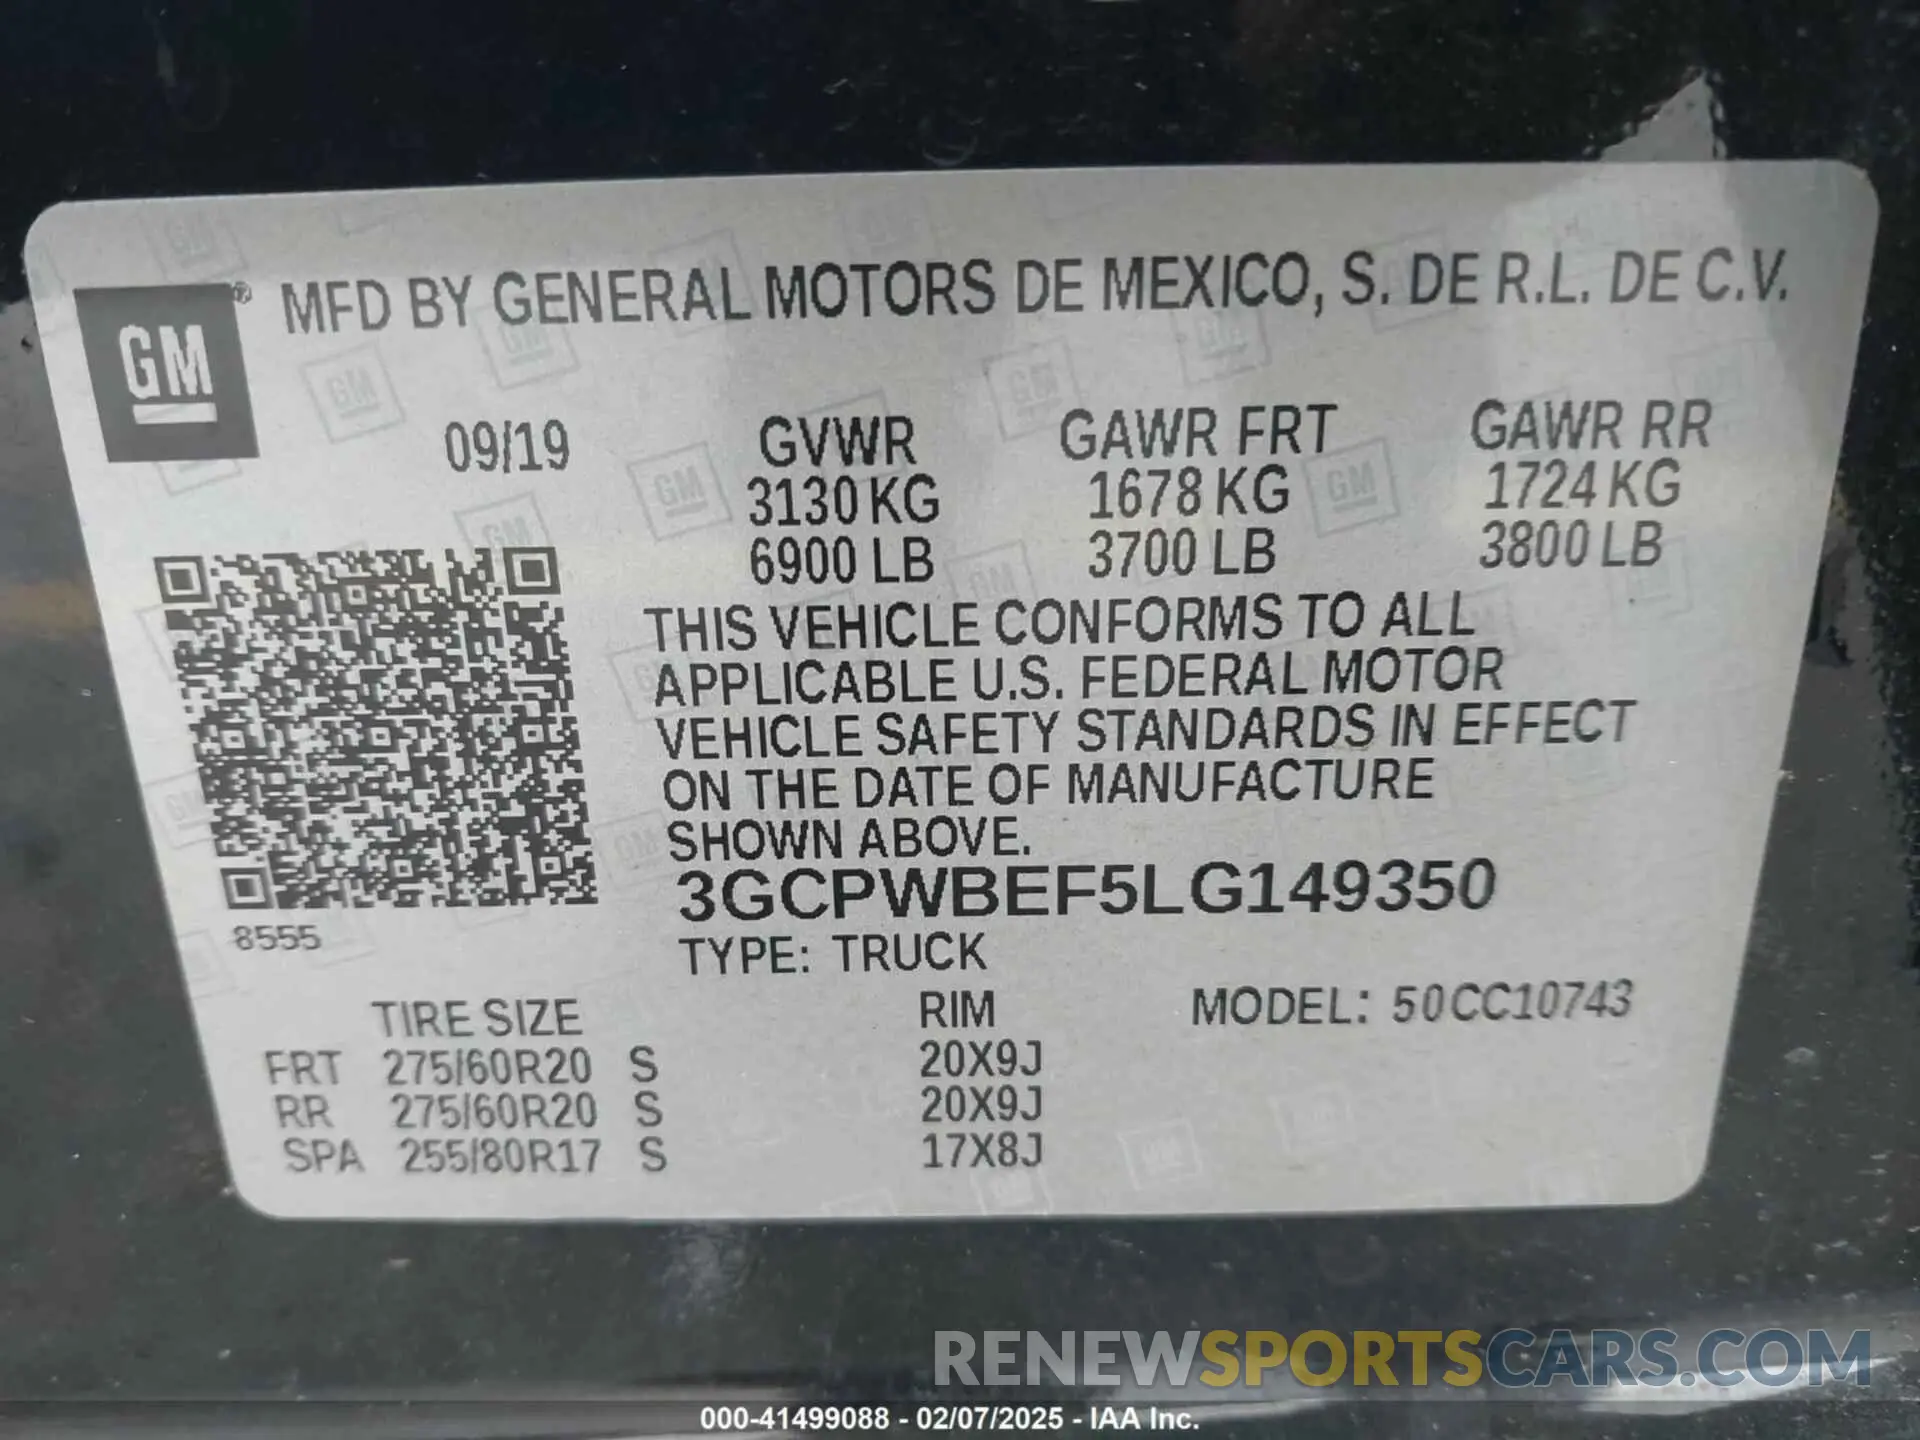 GM ® MFD BY GENERAL MOTORS DE MEXICO, S. DE R.L. DE C.V.
09/19 GVWR GAWR FRT GAWR RR
3130 KG 1678 KG 1724 KG
6900 LB 3700 LB 3800 LB
THIS VEHICLE CONFORMS TO ALL
APPLICABLE U.S. FEDERAL MOTOR
VEHICLE SAFETY STANDARDS IN EFFECT
ON THE DATE OF MANUFACTURE
SHOWN ABOVE.
3GCPWBEF5LG149350
8555
TYPE: TRUCK
TIRE SIZE RIM MODEL: 50CC10743
FRT 275/60R20 S 20X9J
RR 275/60R20 S 20X9J
SPA 255/80R17 S 17X8J
RENEWSPORTSCARS.COM
000-41499088 - 02/07/2025 - IAA Inc.